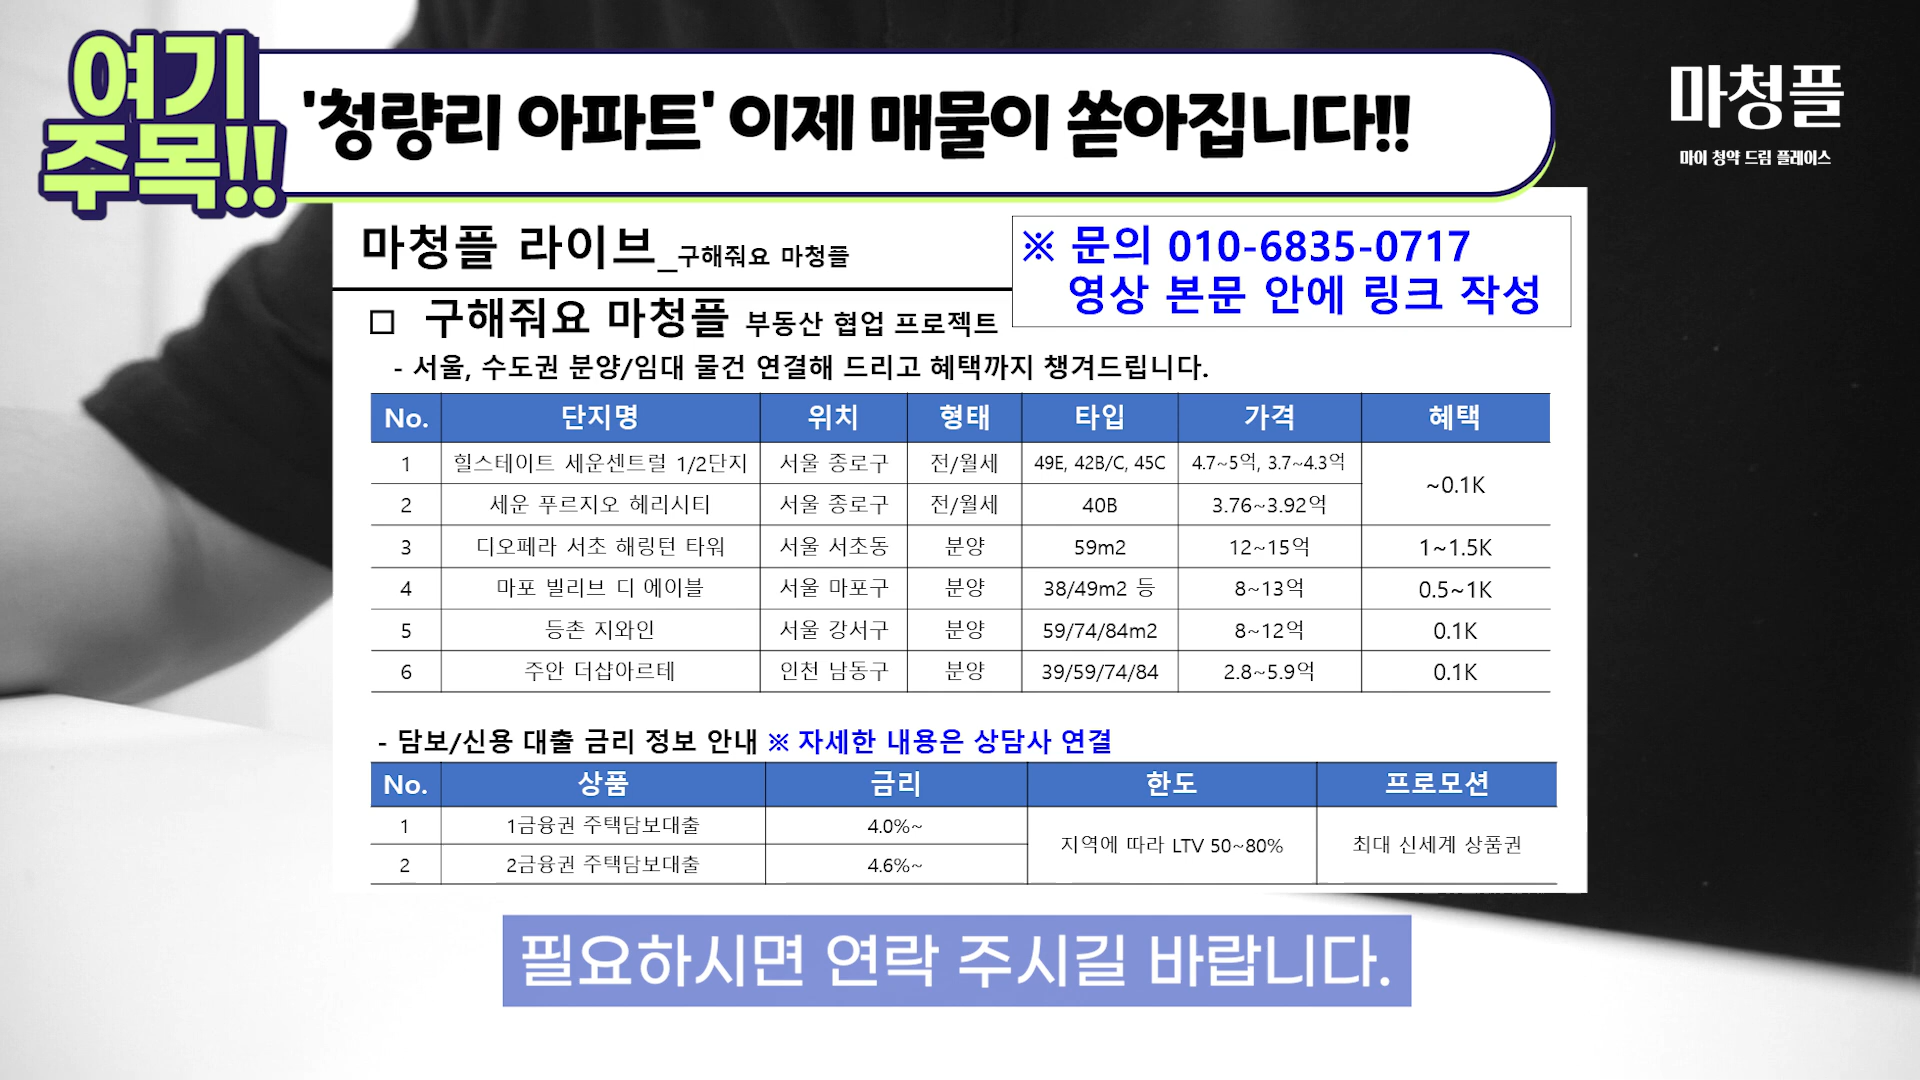 여기
주목!!
'청량리 아파트' 이제 매물이 쏟아집니다!!
마청플
마이 청약 드림 플레이스
마청플 라이브_구해줘요 마청플
※ 문의 010-6835-0717
영상 본문 안에 링크 작성
□ 구해줘요 마청플 부동산 협업 프로젝트
- 서울, 수도권 분양/임대 물건 연결해 드리고 혜택까지 챙겨드립니다.
No. 단지명 위치 형태 타입 가격 혜택
1 힐스테이트 세운센트럴 1/2단지 서울 종로구 전/월세 49E, 42B/C, 45C 4.7~5억, 3.7~4.3억 ~0.1K
2 세운 푸르지오 헤리시티 서울 종로구 전/월세 40B 3.76~3.92억
3 디오페라 서초 해링턴 타워 서울 서초동 분양 59m2 12~15억 1~1.5K
4 마포 빌리브 디 에이블 서울 마포구 분양 38/49m2 등 8~13억 0.5~1K
5 등촌 지와인 서울 강서구 분양 59/74/84m2 8~12억 0.1K
6 주안 더샵아르테 인천 남동구 분양 39/59/74/84 2.8~5.9억 0.1K
- 담보/신용 대출 금리 정보 안내 ※ 자세한 내용은 상담사 연결
No. 상품 금리 한도 프로모션
1 1금융권 주택담보대출 4.0%~ 지역에 따라 LTV 50~80% 최대 신세계 상품권
2 2금융권 주택담보대출 4.6%~
필요하시면 연락 주시길 바랍니다.